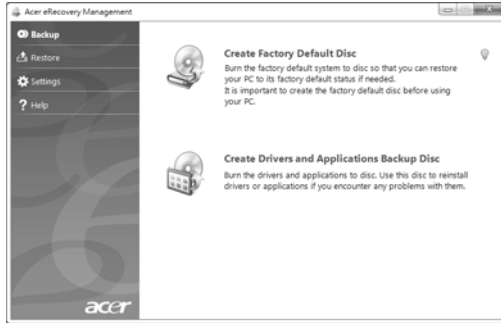 Acer eRecovery Management
Backup
Restore
Settings
Help
Create Factory Default Disc
Burn the factory default system to disc so that you can restore
your PC to its factory default status if needed.
It is important to create the factory default disc before using
your PC.
Create Drivers and Applications Backup Disc
Burn the drivers and applications to disc. Use this disc to reinstall
drivers or applications if you encounter any problems with them.
acer